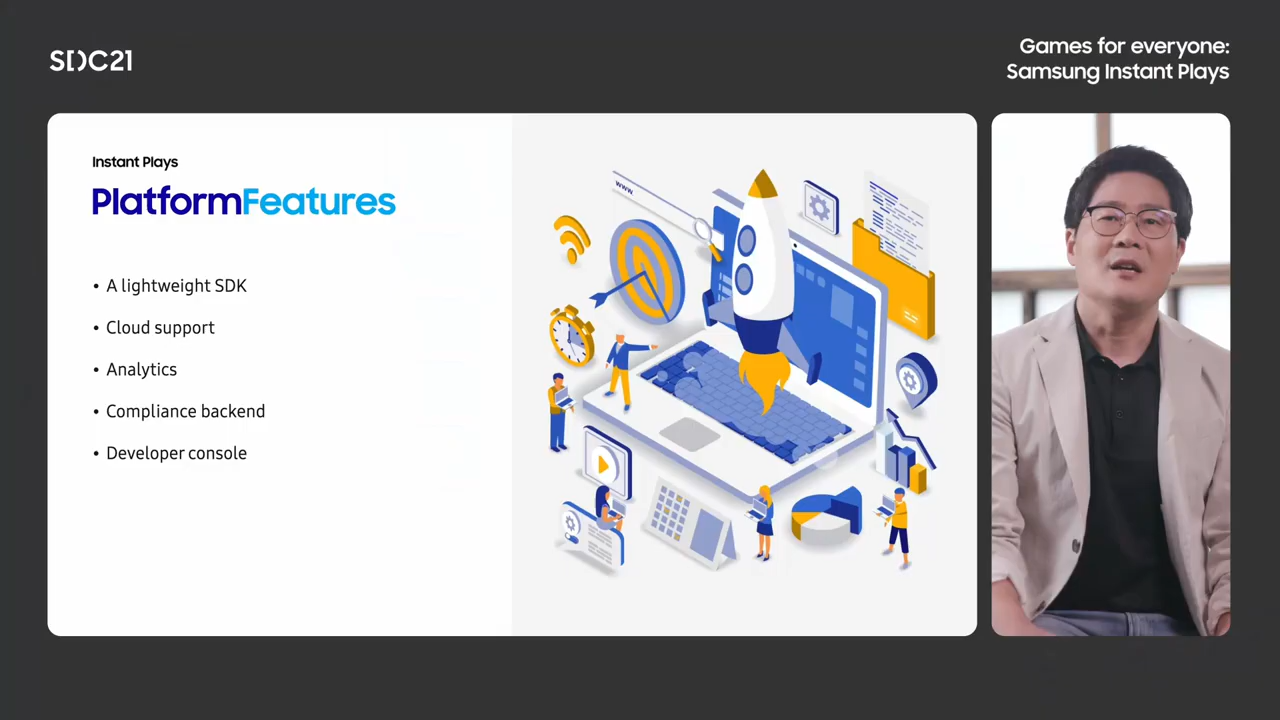 SDC21
Games for everyone:
Samsung Instant Plays
Instant Plays
PlatformFeatures
• A lightweight SDK
• Cloud support
• Analytics
• Compliance backend
• Developer console
www